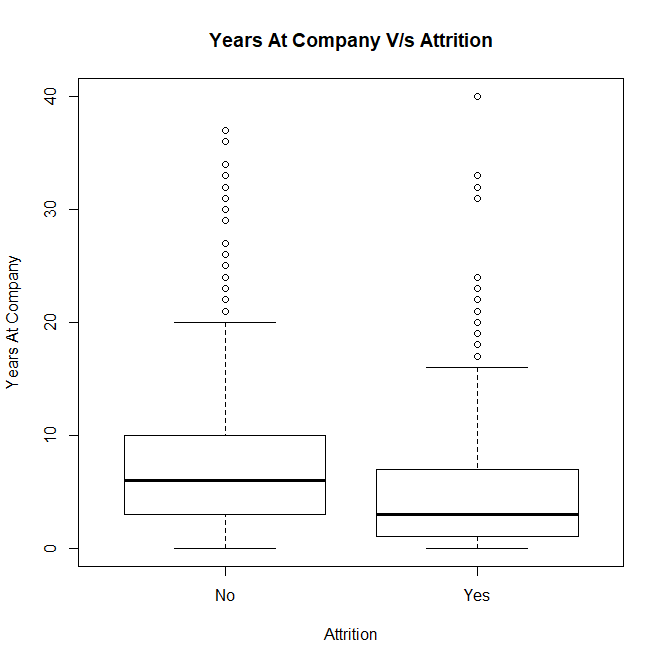 Years At Company V/s Attrition
40
30
20
10
0
Years At Company
No
Yes
Attrition